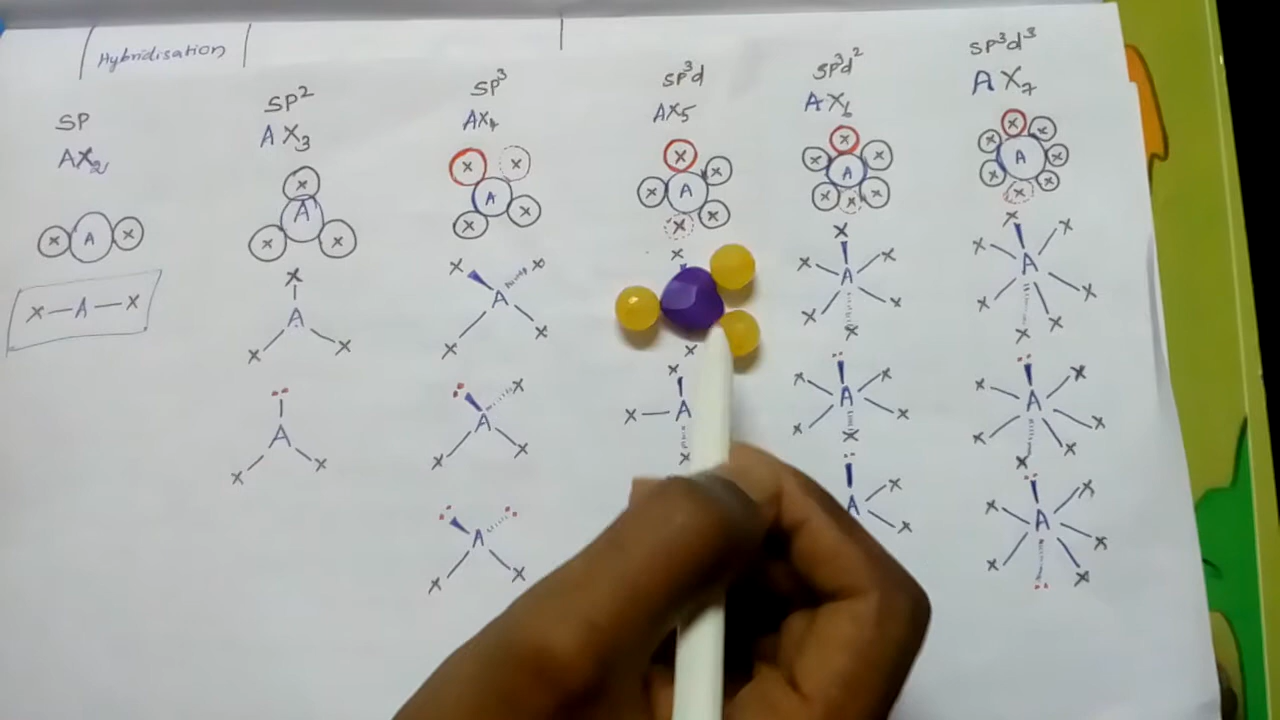 Hybridisation
SP
AX₂
X A X
X—A—X
SP²
AX₃
X
A
X X
X
A
X X
A
X X
SP³
AX₄
X X
A
X X
X X
A
X X
X
A
X X
A
X X
SP³d
AX₅
X
X
X A
X
X
X
X
X
X—A
X
SP³d²
AX₆
X
X X
A
X X
X
X
X X
A
X X
X
X X
A
X X
X
X
A
X
SP³d³
AX₇
X
X X
A X
X X
X
X
X X
A
X X
X
X
X X
A
X X
X
X
X X
A
X X
X